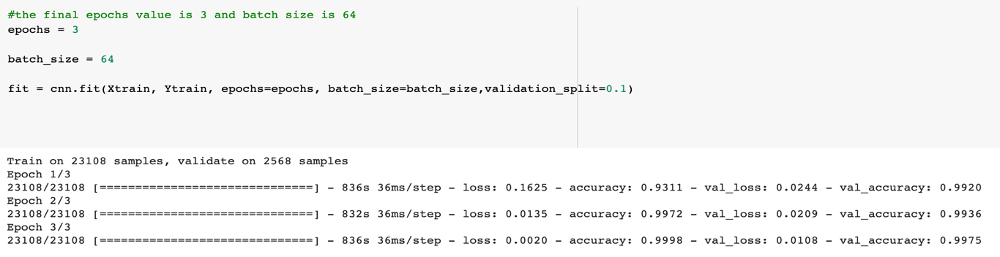 #the final epochs value is 3 and batch size is 64
epochs = 3
batch_size = 64
fit = cnn.fit(Xtrain, Ytrain, epochs=epochs, batch_size=batch_size,validation_split=0.1)
Train on 23108 samples, validate on 2568 samples
Epoch 1/3
23108/23108 [==============================] - 836s 36ms/step - loss: 0.1625 - accuracy: 0.9311 - val_loss: 0.0244 - val_accuracy: 0.9920
Epoch 2/3
23108/23108 [==============================] - 832s 36ms/step - loss: 0.0135 - accuracy: 0.9972 - val_loss: 0.0209 - val_accuracy: 0.9936
Epoch 3/3
23108/23108 [==============================] - 836s 36ms/step - loss: 0.0020 - accuracy: 0.9998 - val_loss: 0.0108 - val_accuracy: 0.9975